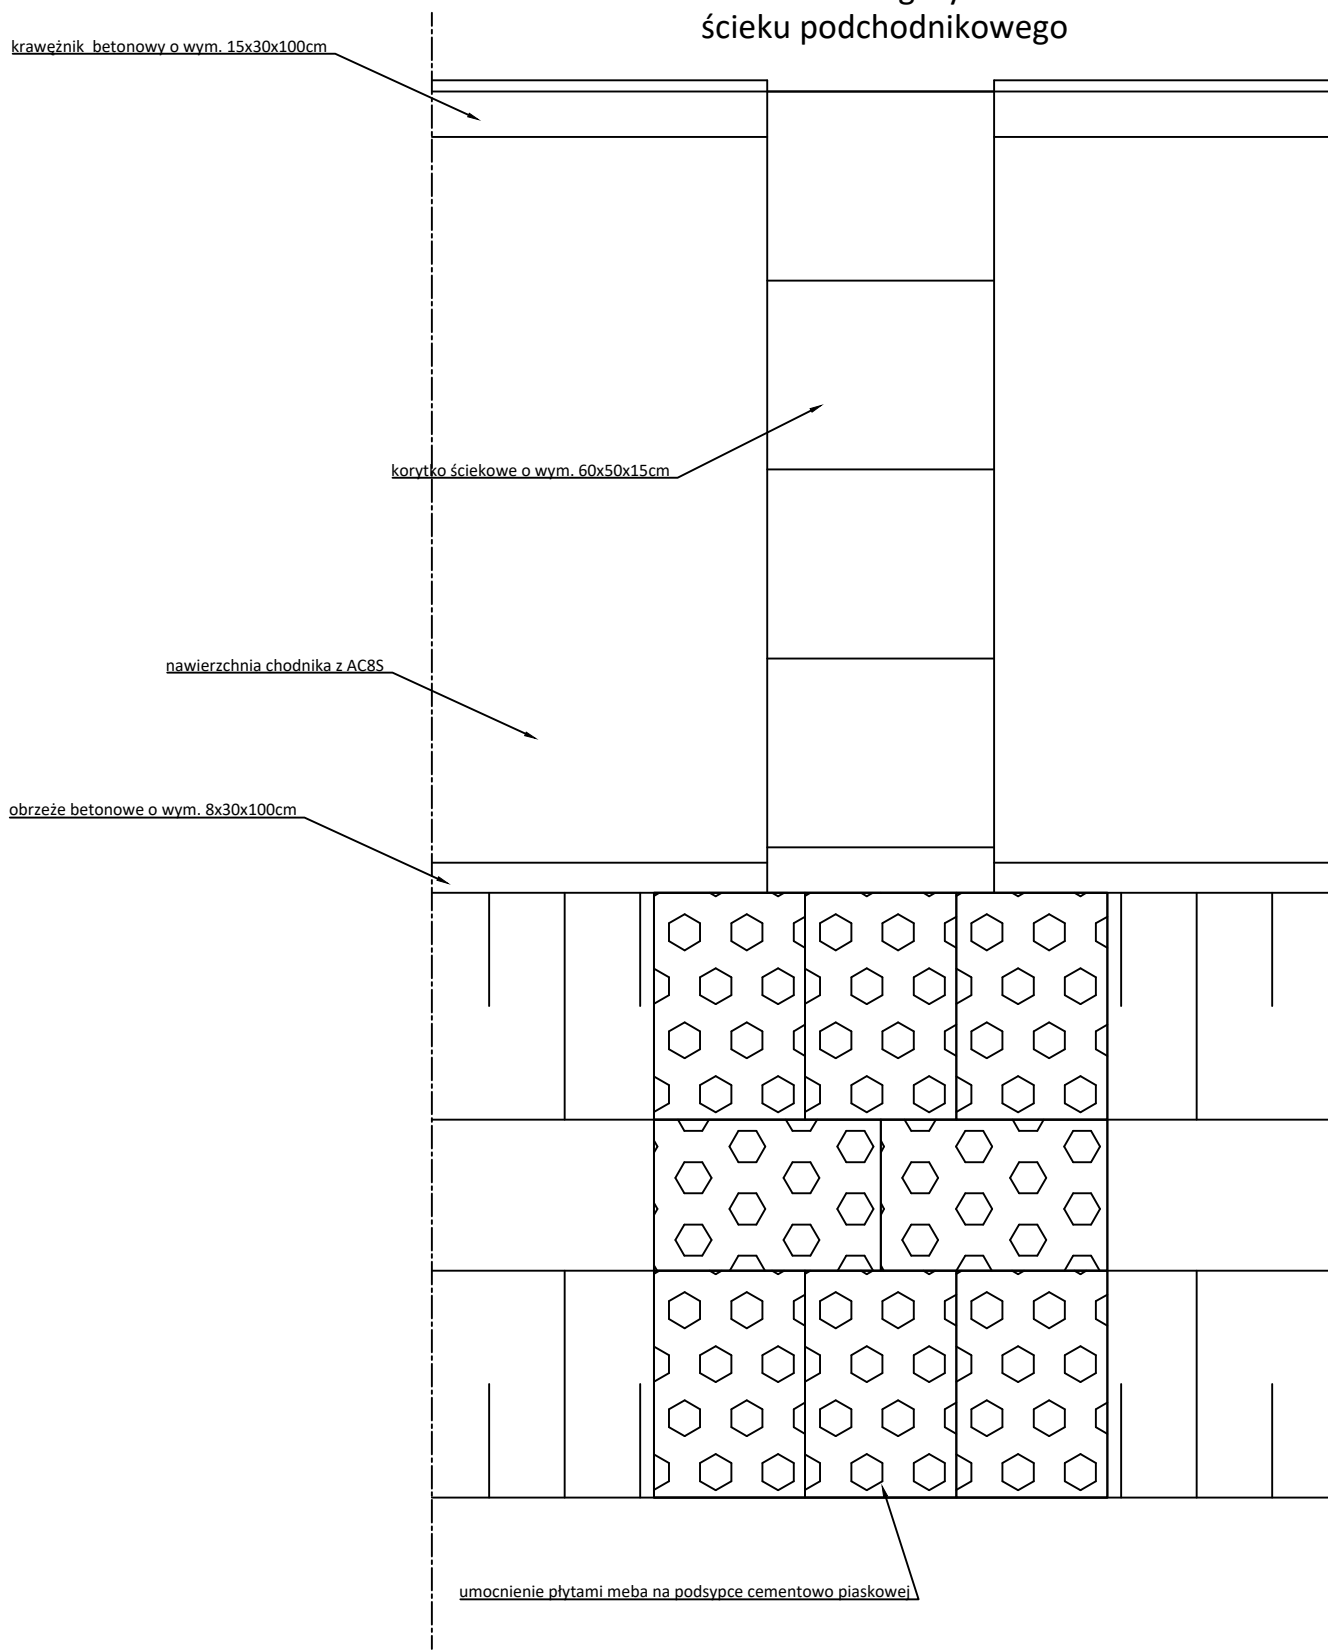 ścieku podchodnikowego
krawężnik betonowy o wym. 15x30x100cm
korytko ściekowe o wym. 60x50x15cm
nawierzchnia chodnika z AC8S
obrzeże betonowe o wym. 8x30x100cm
umocnienie płytami meba na podsypce cementowo piaskowej